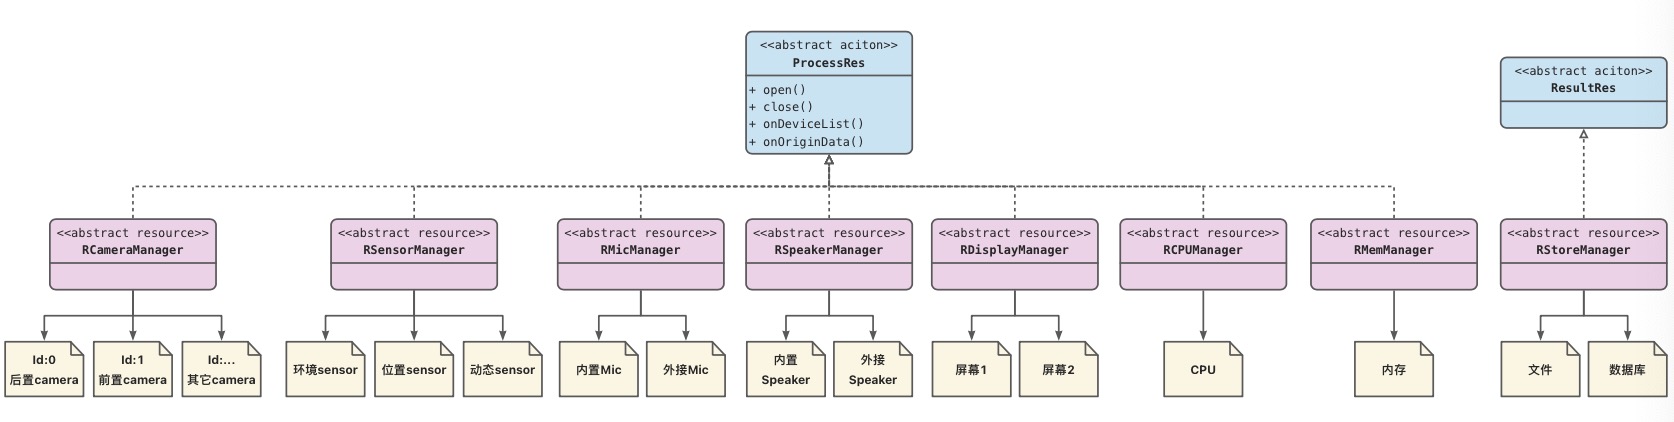 <<abstract aciton>>
ProcessRes
+ open()
+ close()
+ onDeviceList()
+ onOriginData()
<<abstract aciton>>
ResultRes
<<abstract resource>>
RCameraManager
<<abstract resource>>
RSensorManager
<<abstract resource>>
RMicManager
<<abstract resource>>
RSpeakerManager
<<abstract resource>>
RDisplayManager
<<abstract resource>>
RCPUManager
<<abstract resource>>
RMemManager
<<abstract resource>>
RStoreManager
Id:0
后置camera
Id:1
前置camera
Id:...
其它camera
环境sensor
位置sensor
动态sensor
内置Mic
外接Mic
内置
Speaker
外接
Speaker
屏幕1
屏幕2
CPU
内存
文件
数据库